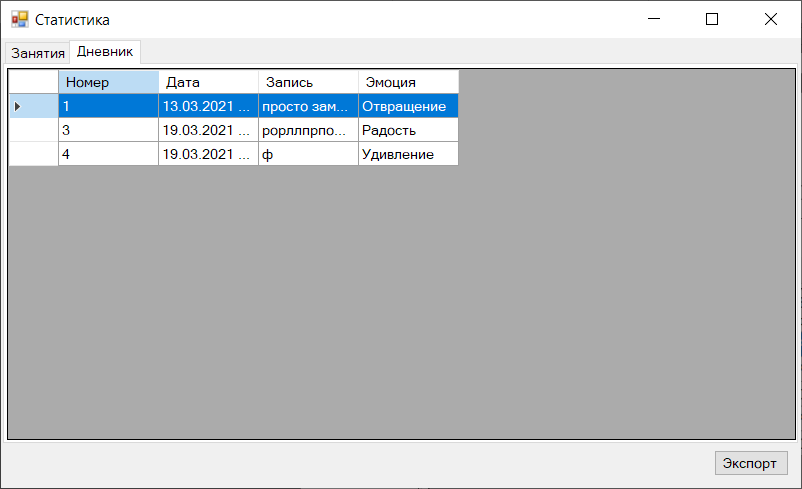 Статистика
Занятия Дневник
Номер Дата Запись Эмоция
1 13.03.2021 ... просто зам... Отвращение
3 19.03.2021 ... рорллпрпо... Радость
4 19.03.2021 ... ф Удивление
Экспорт